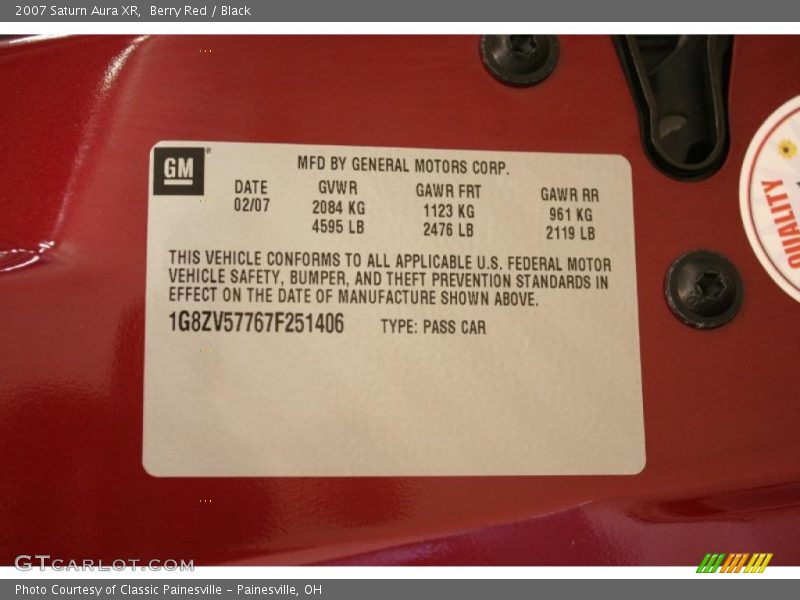 2007 Saturn Aura XR,  Berry Red / Black
GM
MFD BY GENERAL MOTORS CORP.
DATE GVWR GAWR FRT GAWR RR
02/07 2084 KG 1123 KG 961 KG
4595 LB 2476 LB 2119 LB
THIS VEHICLE CONFORMS TO ALL APPLICABLE U.S. FEDERAL MOTOR
VEHICLE SAFETY, BUMPER, AND THEFT PREVENTION STANDARDS IN
EFFECT ON THE DATE OF MANUFACTURE SHOWN ABOVE.
1G8ZV57767F251406 TYPE: PASS CAR
QUALITY
GTCARLOT.COM
Photo Courtesy of Classic Painesville - Painesville, OH